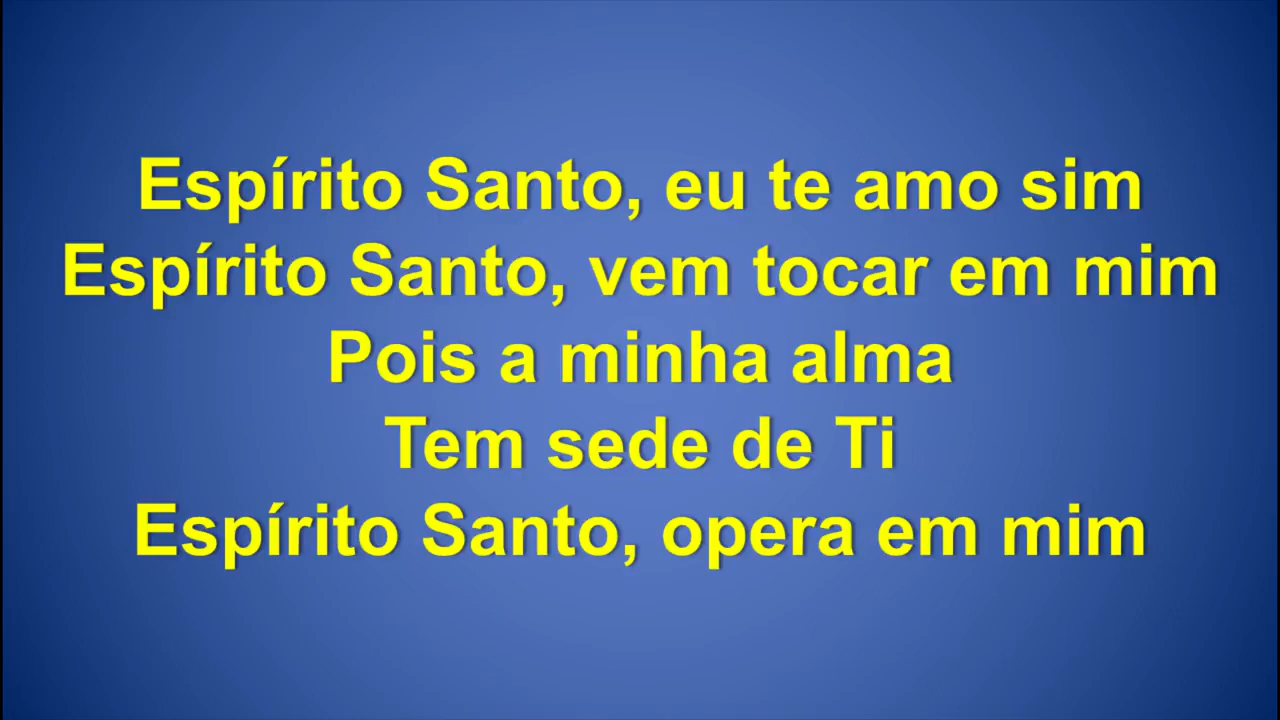 Espírito Santo, eu te amo sim
Espírito Santo, vem tocar em mim
Pois a minha alma
Tem sede de Ti
Espírito Santo, opera em mim